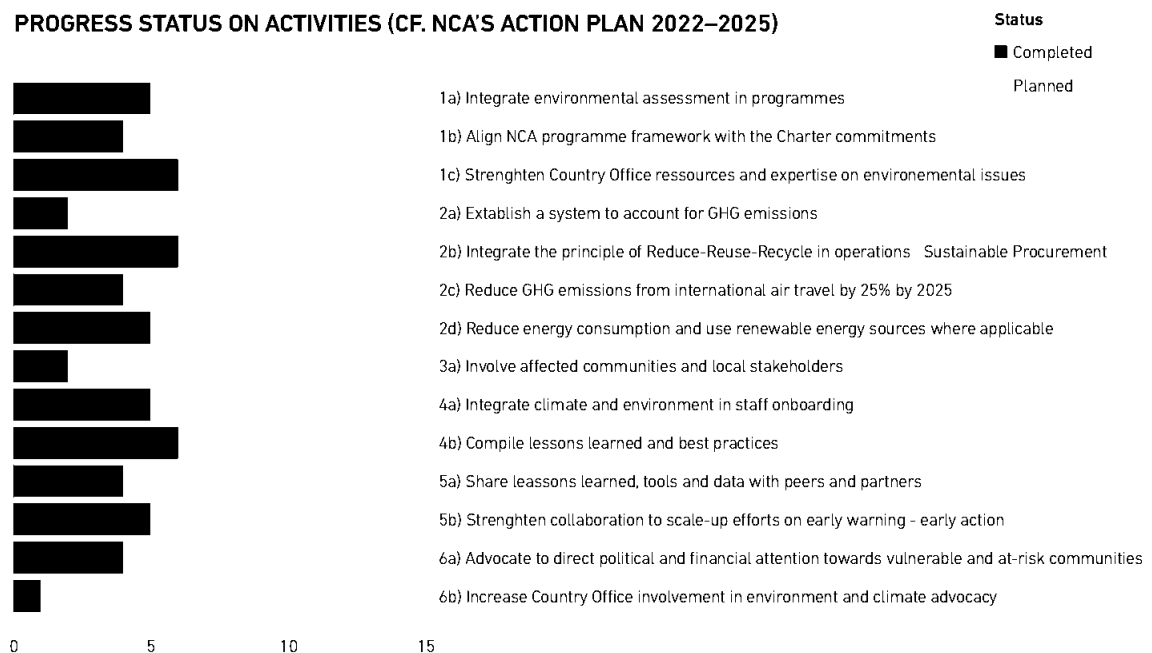 PROGRESS STATUS ON ACTIVITIES (CF. NCA'S ACTION PLAN 2022–2025)
Status
Completed
Planned
1a) Integrate environmental assessment in programmes
1b) Align NCA programme framework with the Charter commitments
1c) Strenghten Country Office ressources and expertise on environemental issues
2a) Extablish a system to account for GHG emissions
2b) Integrate the principle of Reduce-Reuse-Recycle in operations Sustainable Procurement
2c) Reduce GHG emissions from international air travel by 25% by 2025
2d) Reduce energy consumption and use renewable energy sources where applicable
3a) Involve affected communities and local stakeholders
4a) Integrate climate and environment in staff onboarding
4b) Compile lessons learned and best practices
5a) Share leassons learned, tools and data with peers and partners
5b) Strenghten collaboration to scale-up efforts on early warning - early action
6a) Advocate to direct political and financial attention towards vulnerable and at-risk communities
6b) Increase Country Office involvement in environment and climate advocacy
0 5 10 15